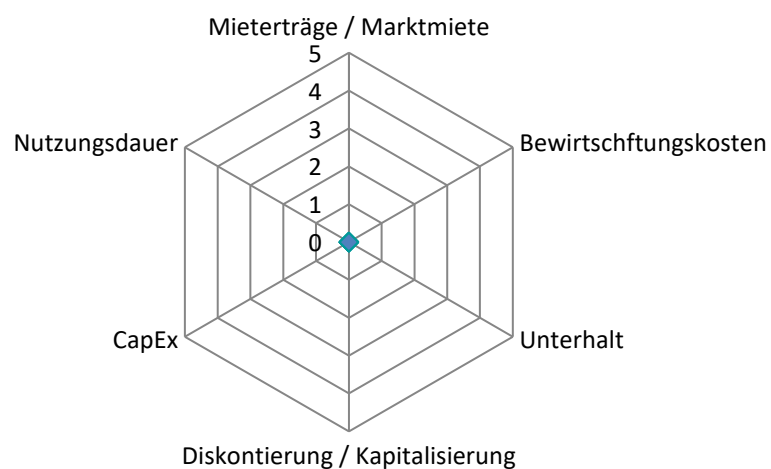 Mieterträge / Marktmiete
5
4
Nutzungsdauer
3
Bewirtschftungskosten
2
1
0
CapEx
Unterhalt
Diskontierung / Kapitalisierung